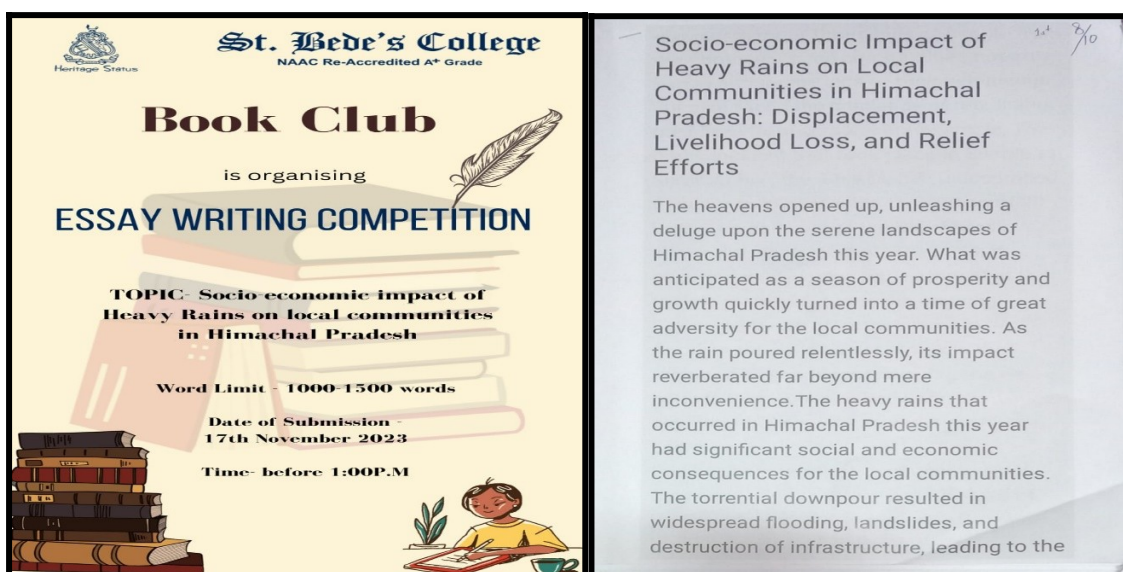 Heritage Status
St. Bede's College
NAAC Re-Accredited A+ Grade
Book Club
is organising
ESSAY WRITING COMPETITION
TOPIC- Socio-economic impact of
Heavy Rains on local communities
in Himachal Pradesh
Word Limit - 1000-1500 words
Date of Submission -
17th November 2023
Time- before 1:00P.M
1st 8/10
Socio-economic Impact of
Heavy Rains on Local
Communities in Himachal
Pradesh: Displacement,
Livelihood Loss, and Relief
Efforts
The heavens opened up, unleashing a
deluge upon the serene landscapes of
Himachal Pradesh this year. What was
anticipated as a season of prosperity and
growth quickly turned into a time of great
adversity for the local communities. As
the rain poured relentlessly, its impact
reverberated far beyond mere
inconvenience.The heavy rains that
occurred in Himachal Pradesh this year
had significant social and economic
consequences for the local communities.
The torrential downpour resulted in
widespread flooding, landslides, and
destruction of infrastructure, leading to the